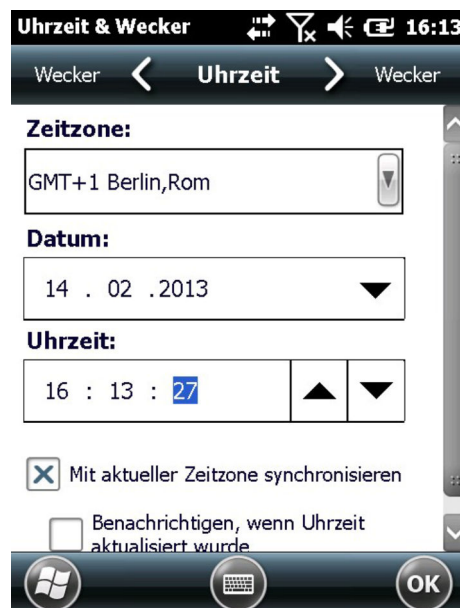 Uhrzeit & Wecker 16:13
Wecker Uhrzeit Wecker
Zeitzone:
GMT+1 Berlin,Rom
Datum:
14 . 02 .2013
Uhrzeit:
16 : 13 : 27
Mit aktueller Zeitzone synchronisieren
Benachrichtigen, wenn Uhrzeit
aktualisiert wurde
OK